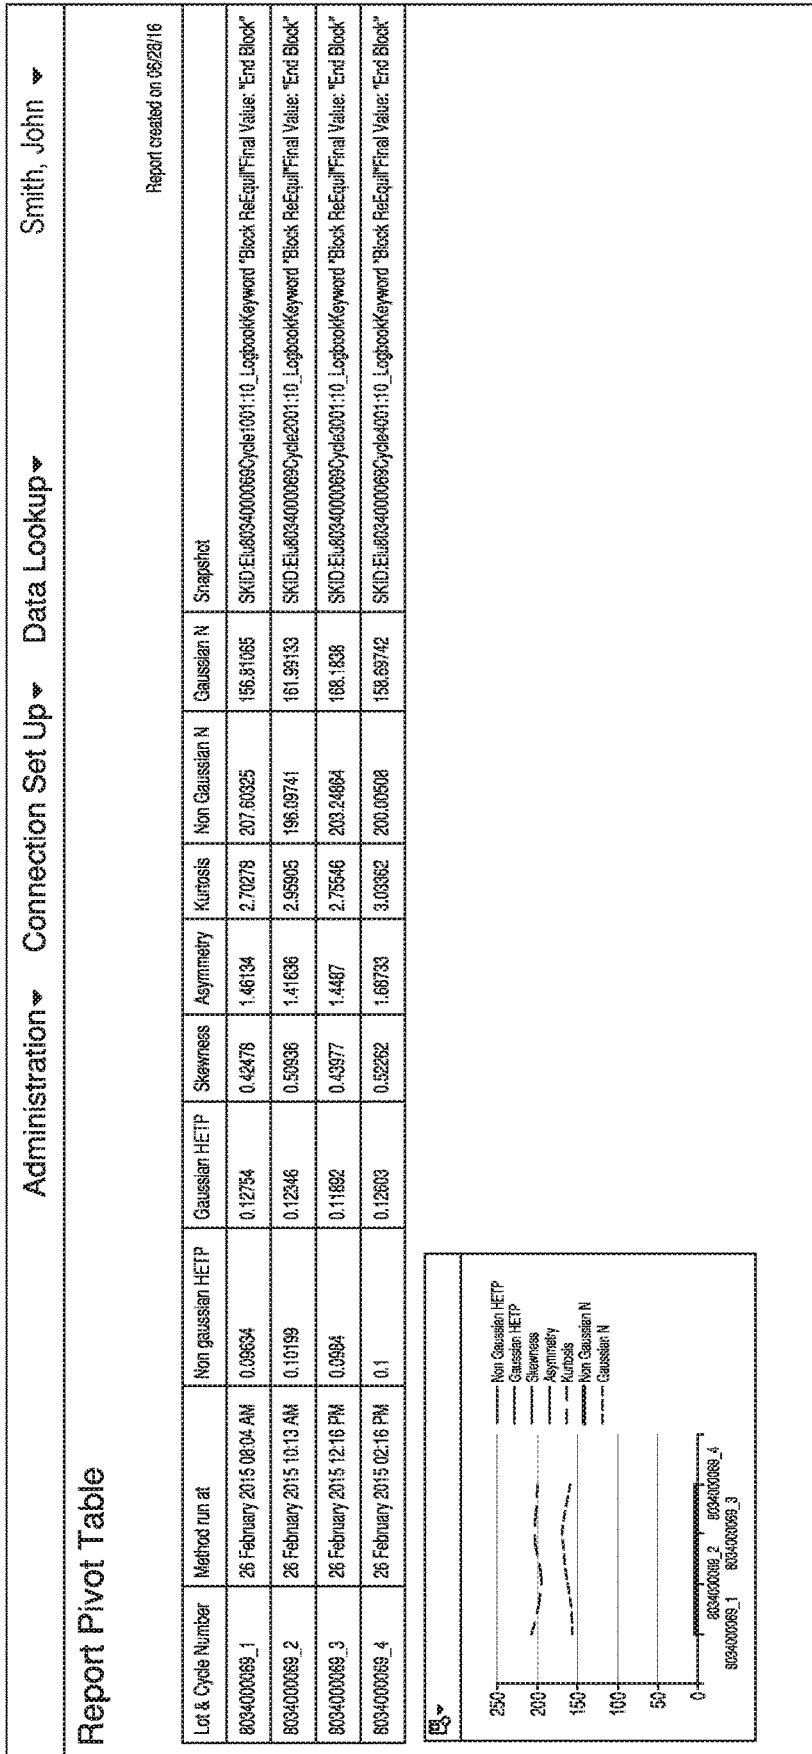 Administration Connection Set Up Data Lookup Smith, John
Report Pivot Table
Report created on 06/28/16
Lot & Cycle Number Method run at Non gaussian HETP Gaussian HETP Skewness Asymmetry Kurtosis Non Gaussian N Gaussian N Snapshot
8034000069_1 26 February 2015 08:04 AM 0.09634 0.12754 0.42478 1.46134 2.70278 207.60325 156.81065 SKID:Elu8034000069Cycle1001:10_LogbookKeyword "Block ReEquil"Final Value: "End Block"
8034000069_2 26 February 2015 10:13 AM 0.10199 0.12346 0.50936 1.41636 2.95905 196.09741 161.99133 SKID:Elu8034000069Cycle2001:10_LogbookKeyword "Block ReEquil"Final Value: "End Block"
8034000069_3 26 February 2015 12:16 PM 0.0984 0.11892 0.43977 1.4487 2.75546 203.24864 168.1838 SKID:Elu8034000069Cycle3001:10_LogbookKeyword "Block ReEquil"Final Value: "End Block"
8034000069_4 26 February 2015 02:16 PM 0.1 0.12603 0.52262 1.68733 3.03362 200.00508 158.69742 SKID:Elu8034000069Cycle4001:10_LogbookKeyword "Block ReEquil"Final Value: "End Block"
250
200
150
100
50
0
8034000069_1
8034000069_2
8034000069_3
8034000069_4
Non Gaussian HETP
Gaussian HETP
Skewness
Asymmetry
Kurtosis
Non Gaussian N
Gaussian N